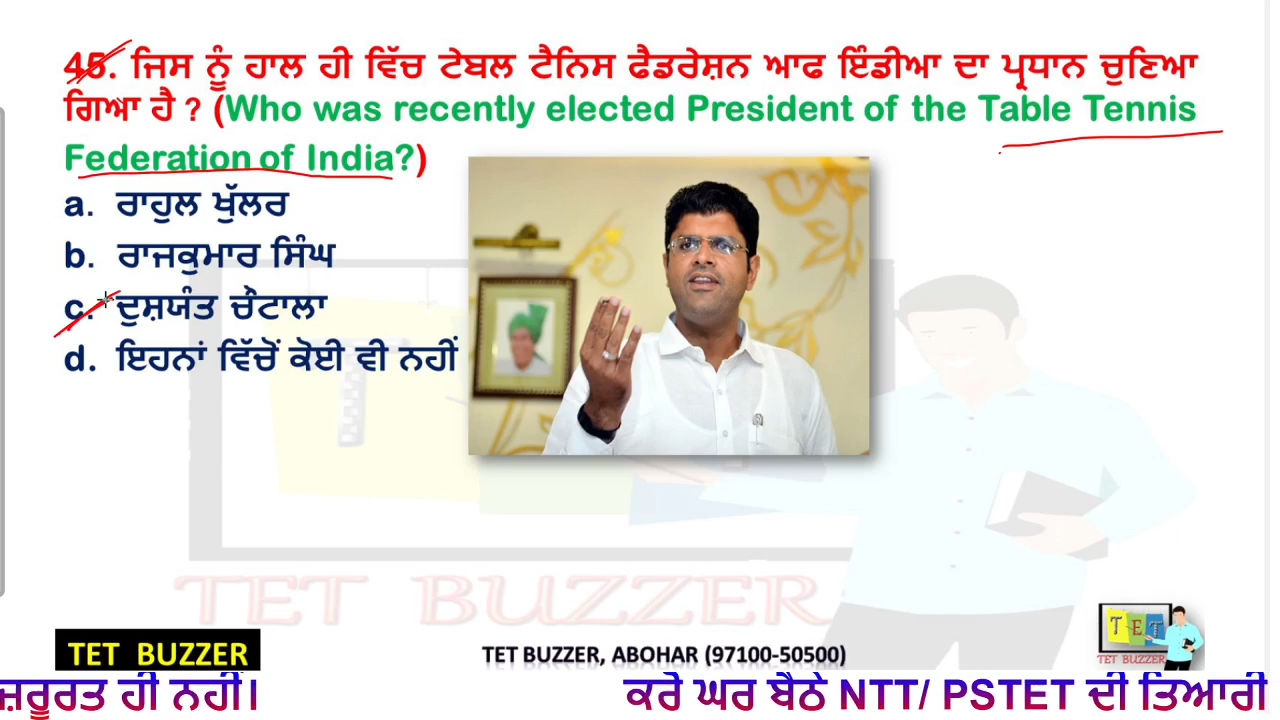 45. ਜਿਸ ਨੂੰ ਹਾਲ ਹੀ ਵਿੱਚ ਟੇਬਲ ਟੈਨਿਸ ਫੈਡਰੇਸ਼ਨ ਆਫ ਇੰਡੀਆ ਦਾ ਪ੍ਰਧਾਨ ਚੁਣਿਆ
ਗਿਆ ਹੈ ? (Who was recently elected President of the Table Tennis
Federation of India?)
a. ਰਾਹੁਲ ਖੁੱਲਰ
b. ਰਾਜਕੁਮਾਰ ਸਿੰਘ
c. ਦੁਸ਼ਯੰਤ ਚੌਟਾਲਾ
d. ਇਹਨਾਂ ਵਿੱਚੋਂ ਕੋਈ ਵੀ ਨਹੀਂ
TET BUZZER
TET BUZZER
TET BUZZER, ABOHAR (97100-50500)
TET
TET BUZZER
ਜ਼ਰੂਰਤ ਹੀ ਨਹੀਂ। ਕਰੋ ਘਰ ਬੈਠੇ NTT/ PSTET ਦੀ ਤਿਆਰੀ